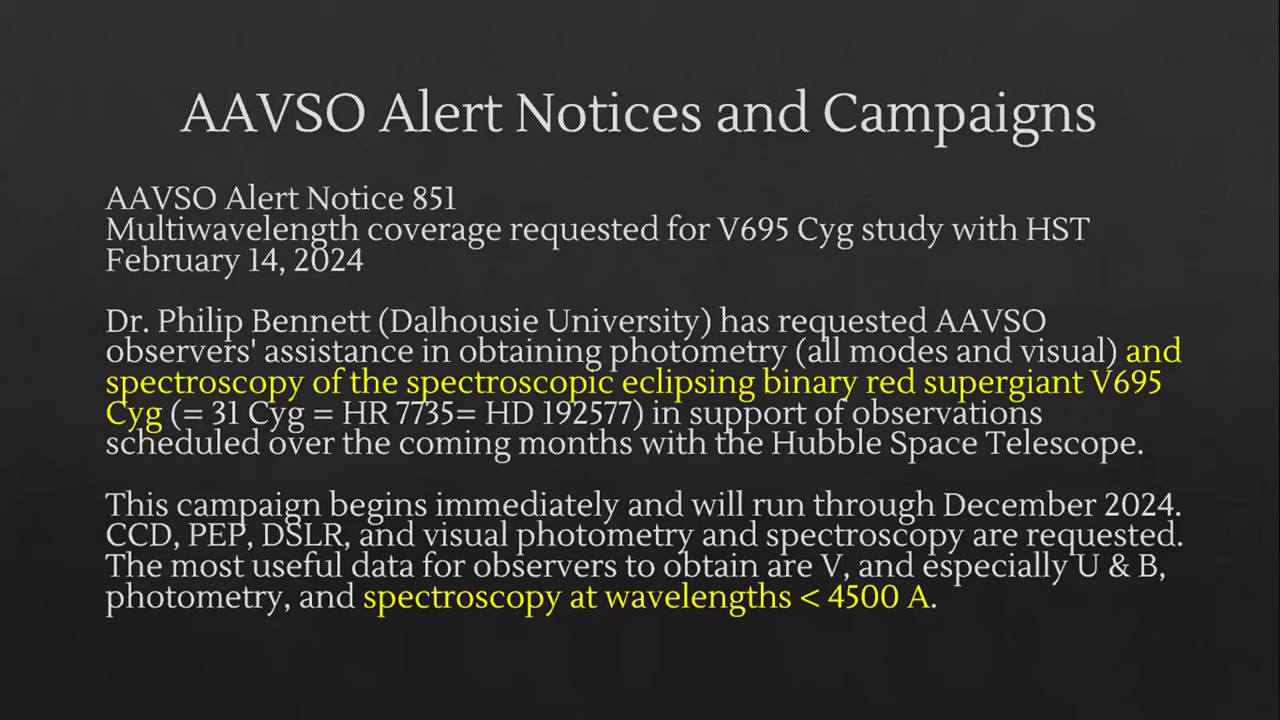 AAVSO Alert Notices and Campaigns
AAVSO Alert Notice 851
Multiwavelength coverage requested for V695 Cyg study with HST
February 14, 2024
Dr. Philip Bennett (Dalhousie University) has requested AAVSO
observers' assistance in obtaining photometry (all modes and visual) and
spectroscopy of the spectroscopic eclipsing binary red supergiant V695
Cyg (= 31 Cyg = HR 7735= HD 192577) in support of observations
scheduled over the coming months with the Hubble Space Telescope.
This campaign begins immediately and will run through December 2024.
CCD, PEP, DSLR, and visual photometry and spectroscopy are requested.
The most useful data for observers to obtain are V, and especially U & B,
photometry, and spectroscopy at wavelengths < 4500 A.